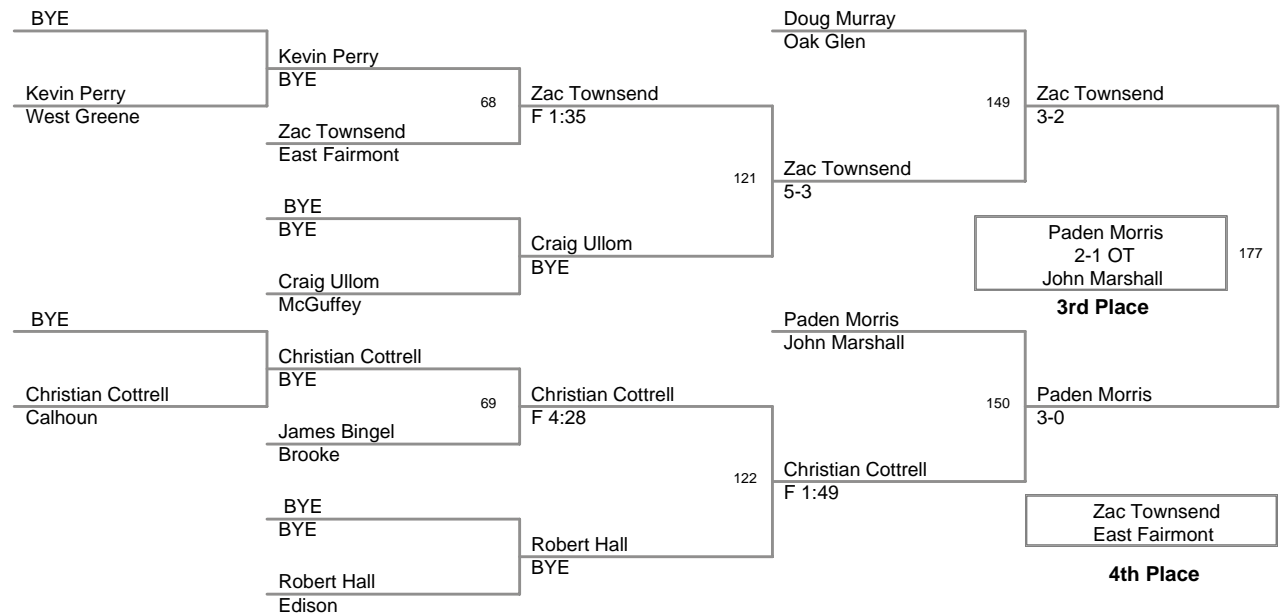 BYE
Kevin Perry
West Greene
Kevin Perry
BYE
Zac Townsend
East Fairmont
68
Zac Townsend
F 1:35
BYE
BYE
Craig Ullom
McGuffey
Craig Ullom
BYE
121
Zac Townsend
5-3
Doug Murray
Oak Glen
149
Zac Townsend
3-2
BYE
Christian Cottrell
Calhoun
Christian Cottrell
BYE
James Bingel
Brooke
69
Christian Cottrell
F 4:28
BYE
BYE
Robert Hall
Edison
Robert Hall
BYE
122
Christian Cottrell
F 1:49
Paden Morris
John Marshall
150
Paden Morris
3-0
177
Paden Morris
2-1 OT
John Marshall
3rd Place
Zac Townsend
East Fairmont
4th Place